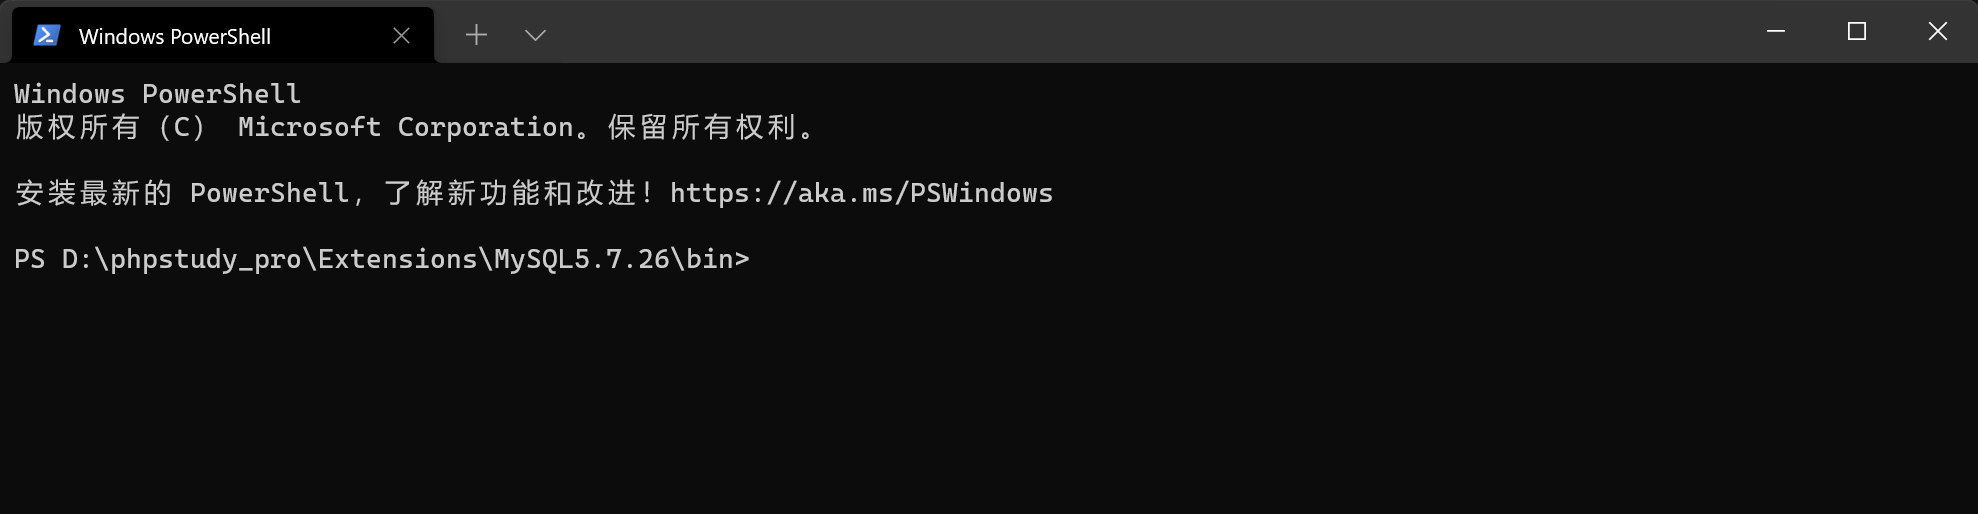 Windows PowerShell
Windows PowerShell
版权所有（C） Microsoft Corporation。保留所有权利。
安装最新的 PowerShell，了解新功能和改进！https://aka.ms/PSWindows
PS D:\phpstudy_pro\Extensions\MySQL5.7.26\bin>